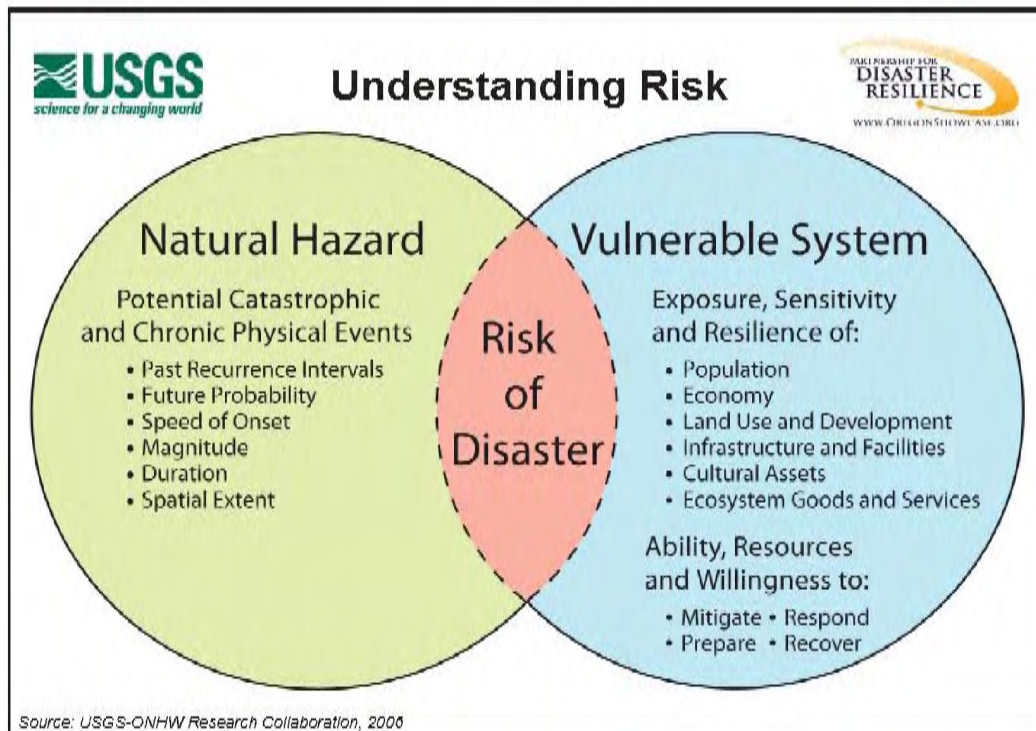 USGS
science for a changing world
Understanding Risk
PARTNERSHIP FOR
DISASTER
RESILIENCE
WWW.OREGONSHOWCASE.ORG
Natural Hazard
Potential Catastrophic
and Chronic Physical Events
• Past Recurrence Intervals
• Future Probability
• Speed of Onset
• Magnitude
• Duration
• Spatial Extent
Risk
of
Disaster
Vulnerable System
Exposure, Sensitivity
and Resilience of:
• Population
• Economy
• Land Use and Development
• Infrastructure and Facilities
• Cultural Assets
• Ecosystem Goods and Services
Ability, Resources
and Willingness to:
• Mitigate • Respond
• Prepare • Recover
Source: USGS-ONHW Research Collaboration, 2006